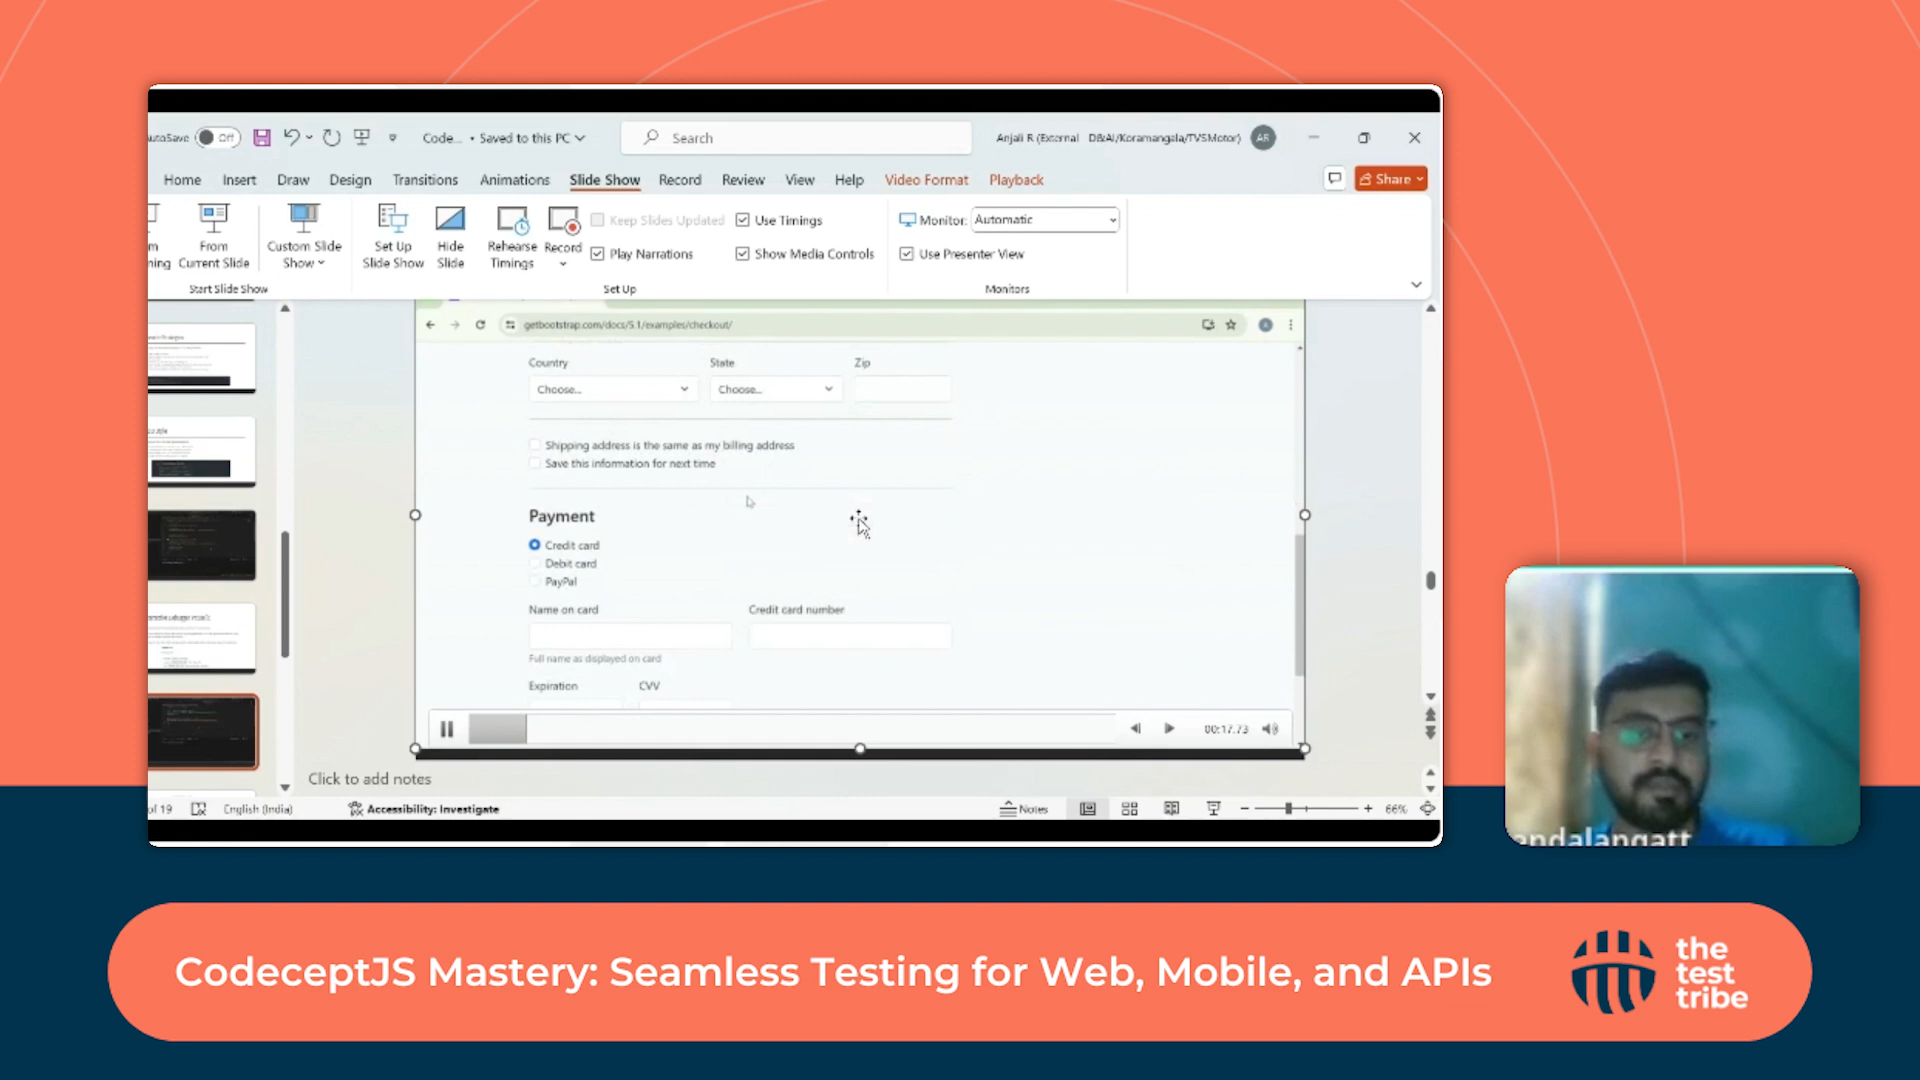 AutoSave Off Code... • Saved to this PC Search Anjali R (External D&AI/Koramangala/TVSMotor) AR
Home Insert Draw Design Transitions Animations Slide Show Record Review View Help Video Format Playback Share
From Current Slide Custom Slide Show Set Up Slide Show Hide Slide Rehearse Timings Record Keep Slides Updated Use Timings Monitor: Automatic
Play Narrations Show Media Controls Use Presenter View
Start Slide Show Set Up Monitors
getbootstrap.com/docs/5.1/examples/checkout/
Country State Zip
Choose... Choose...
Shipping address is the same as my billing address
Save this information for next time
Payment
Credit card
Debit card
PayPal
Name on card Credit card number
Full name as displayed on card
Expiration CVV
00:17.73
Click to add notes
of 19 English (India) Accessibility: Investigate Notes 66%
andalangatt
CodeceptJS Mastery: Seamless Testing for Web, Mobile, and APIs
the
test
tribe